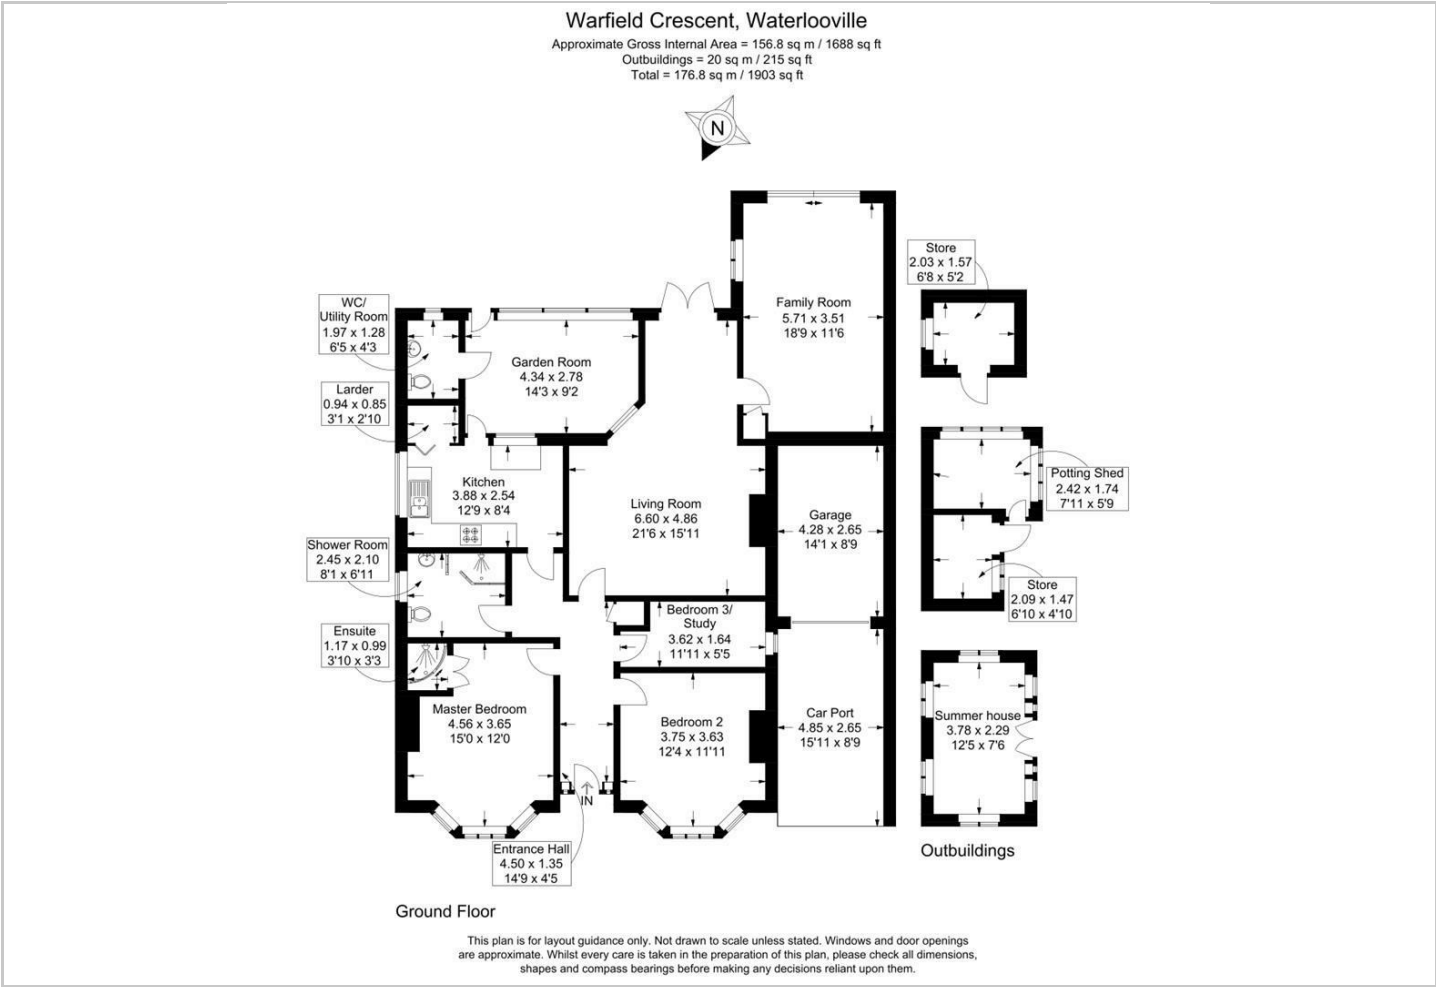 Warfield Crescent, Waterlooville
Approximate Gross Internal Area = 156.8 sq m / 1688 sq ft
Outbuildings = 20 sq m / 215 sq ft
Total = 176.8 sq m / 1903 sq ft
N
Store
2.03 x 1.57
6'8 x 5'2
WC/
Utility Room
1.97 x 1.28
6'5 x 4'3
Family Room
5.71 x 3.51
18'9 x 11'6
Garden Room
4.34 x 2.78
14'3 x 9'2
Larder
0.94 x 0.85
3'1 x 2'10
Kitchen
3.88 x 2.54
12'9 x 8'4
Living Room
6.60 x 4.86
21'6 x 15'11
Garage
4.28 x 2.65
14'1 x 8'9
Potting Shed
2.42 x 1.74
7'11 x 5'9
Shower Room
2.45 x 2.10
8'1 x 6'11
Store
2.09 x 1.47
6'10 x 4'10
Bedroom 3/
Study
3.62 x 1.64
11'11 x 5'5
Ensuite
1.17 x 0.99
3'10 x 3'3
Master Bedroom
4.56 x 3.65
15'0 x 12'0
Bedroom 2
3.75 x 3.63
12'4 x 11'11
Car Port
4.85 x 2.65
15'11 x 8'9
Summer house
3.78 x 2.29
12'5 x 7'6
IN
Entrance Hall
4.50 x 1.35
14'9 x 4'5
Outbuildings
Ground Floor
This plan is for layout guidance only. Not drawn to scale unless stated. Windows and door openings
are approximate. Whilst every care is taken in the preparation of this plan, please check all dimensions,
shapes and compass bearings before making any decisions reliant upon them.